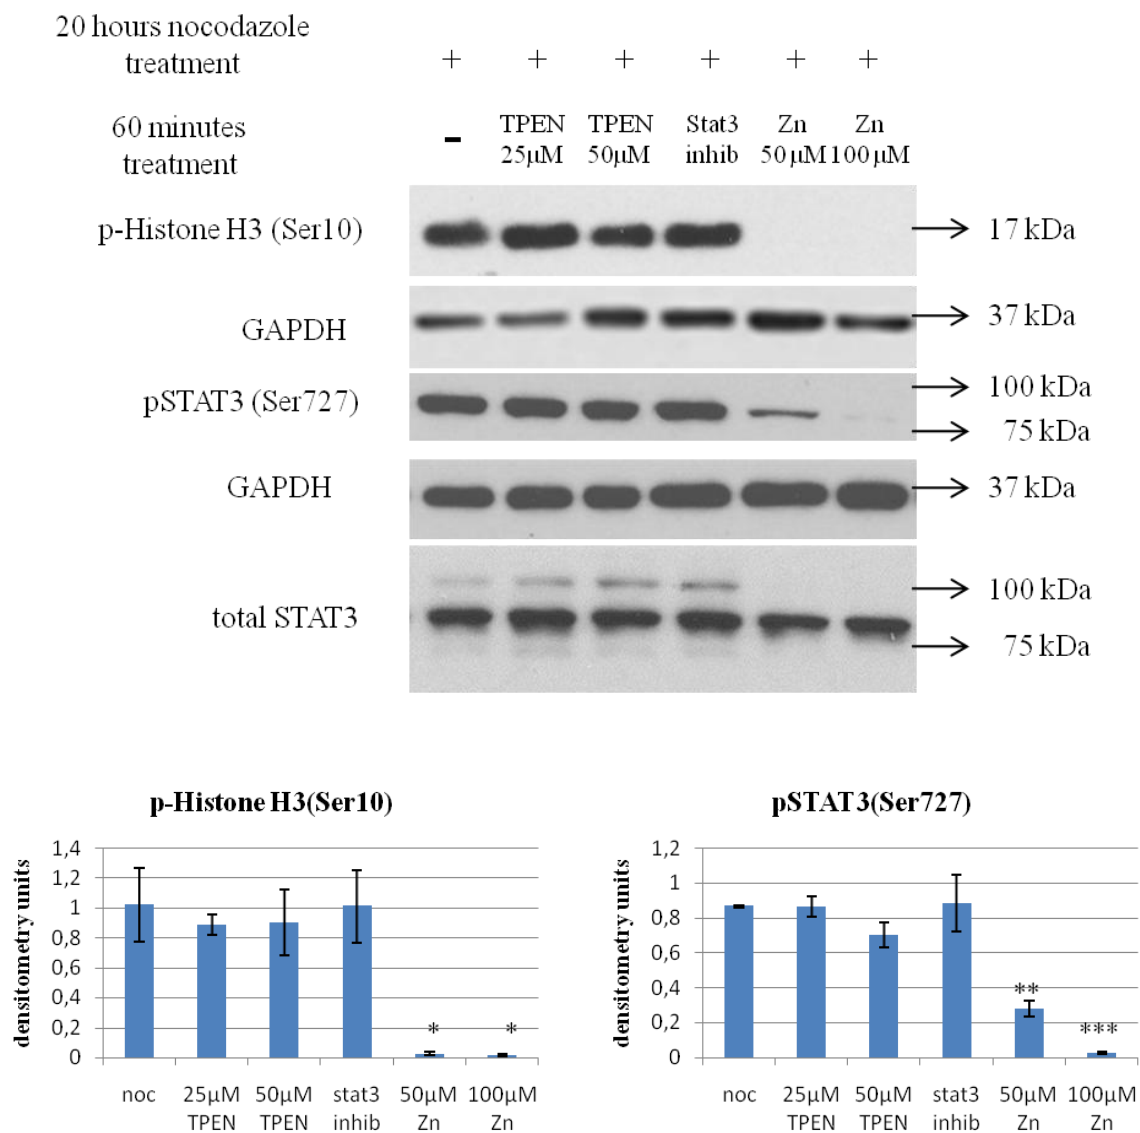 20 hours nocodazole
treatment
+ + + + + +
60 minutes
treatment
- TPEN TPEN Stat3 Zn Zn
25µM 50µM inhib 50 µM 100 µM
p-Histone H3 (Ser10)
17 kDa
GAPDH
37 kDa
pSTAT3 (Ser727)
100 kDa
75 kDa
GAPDH
37 kDa
total STAT3
100 kDa
75 kDa
p-Histone H3(Ser10)
densitometry units
1,4
1,2
1
0,8
0,6
0,4
0,2
0
* *
noc 25µM 50µM stat3 50µM 100µM
TPEN TPEN inhib Zn Zn
pSTAT3(Ser727)
densitometry units
1,2
1
0,8
0,6
0,4
0,2
0
**
***
noc 25µM 50µM stat3 50µM 100µM
TPEN TPEN inhib Zn Zn